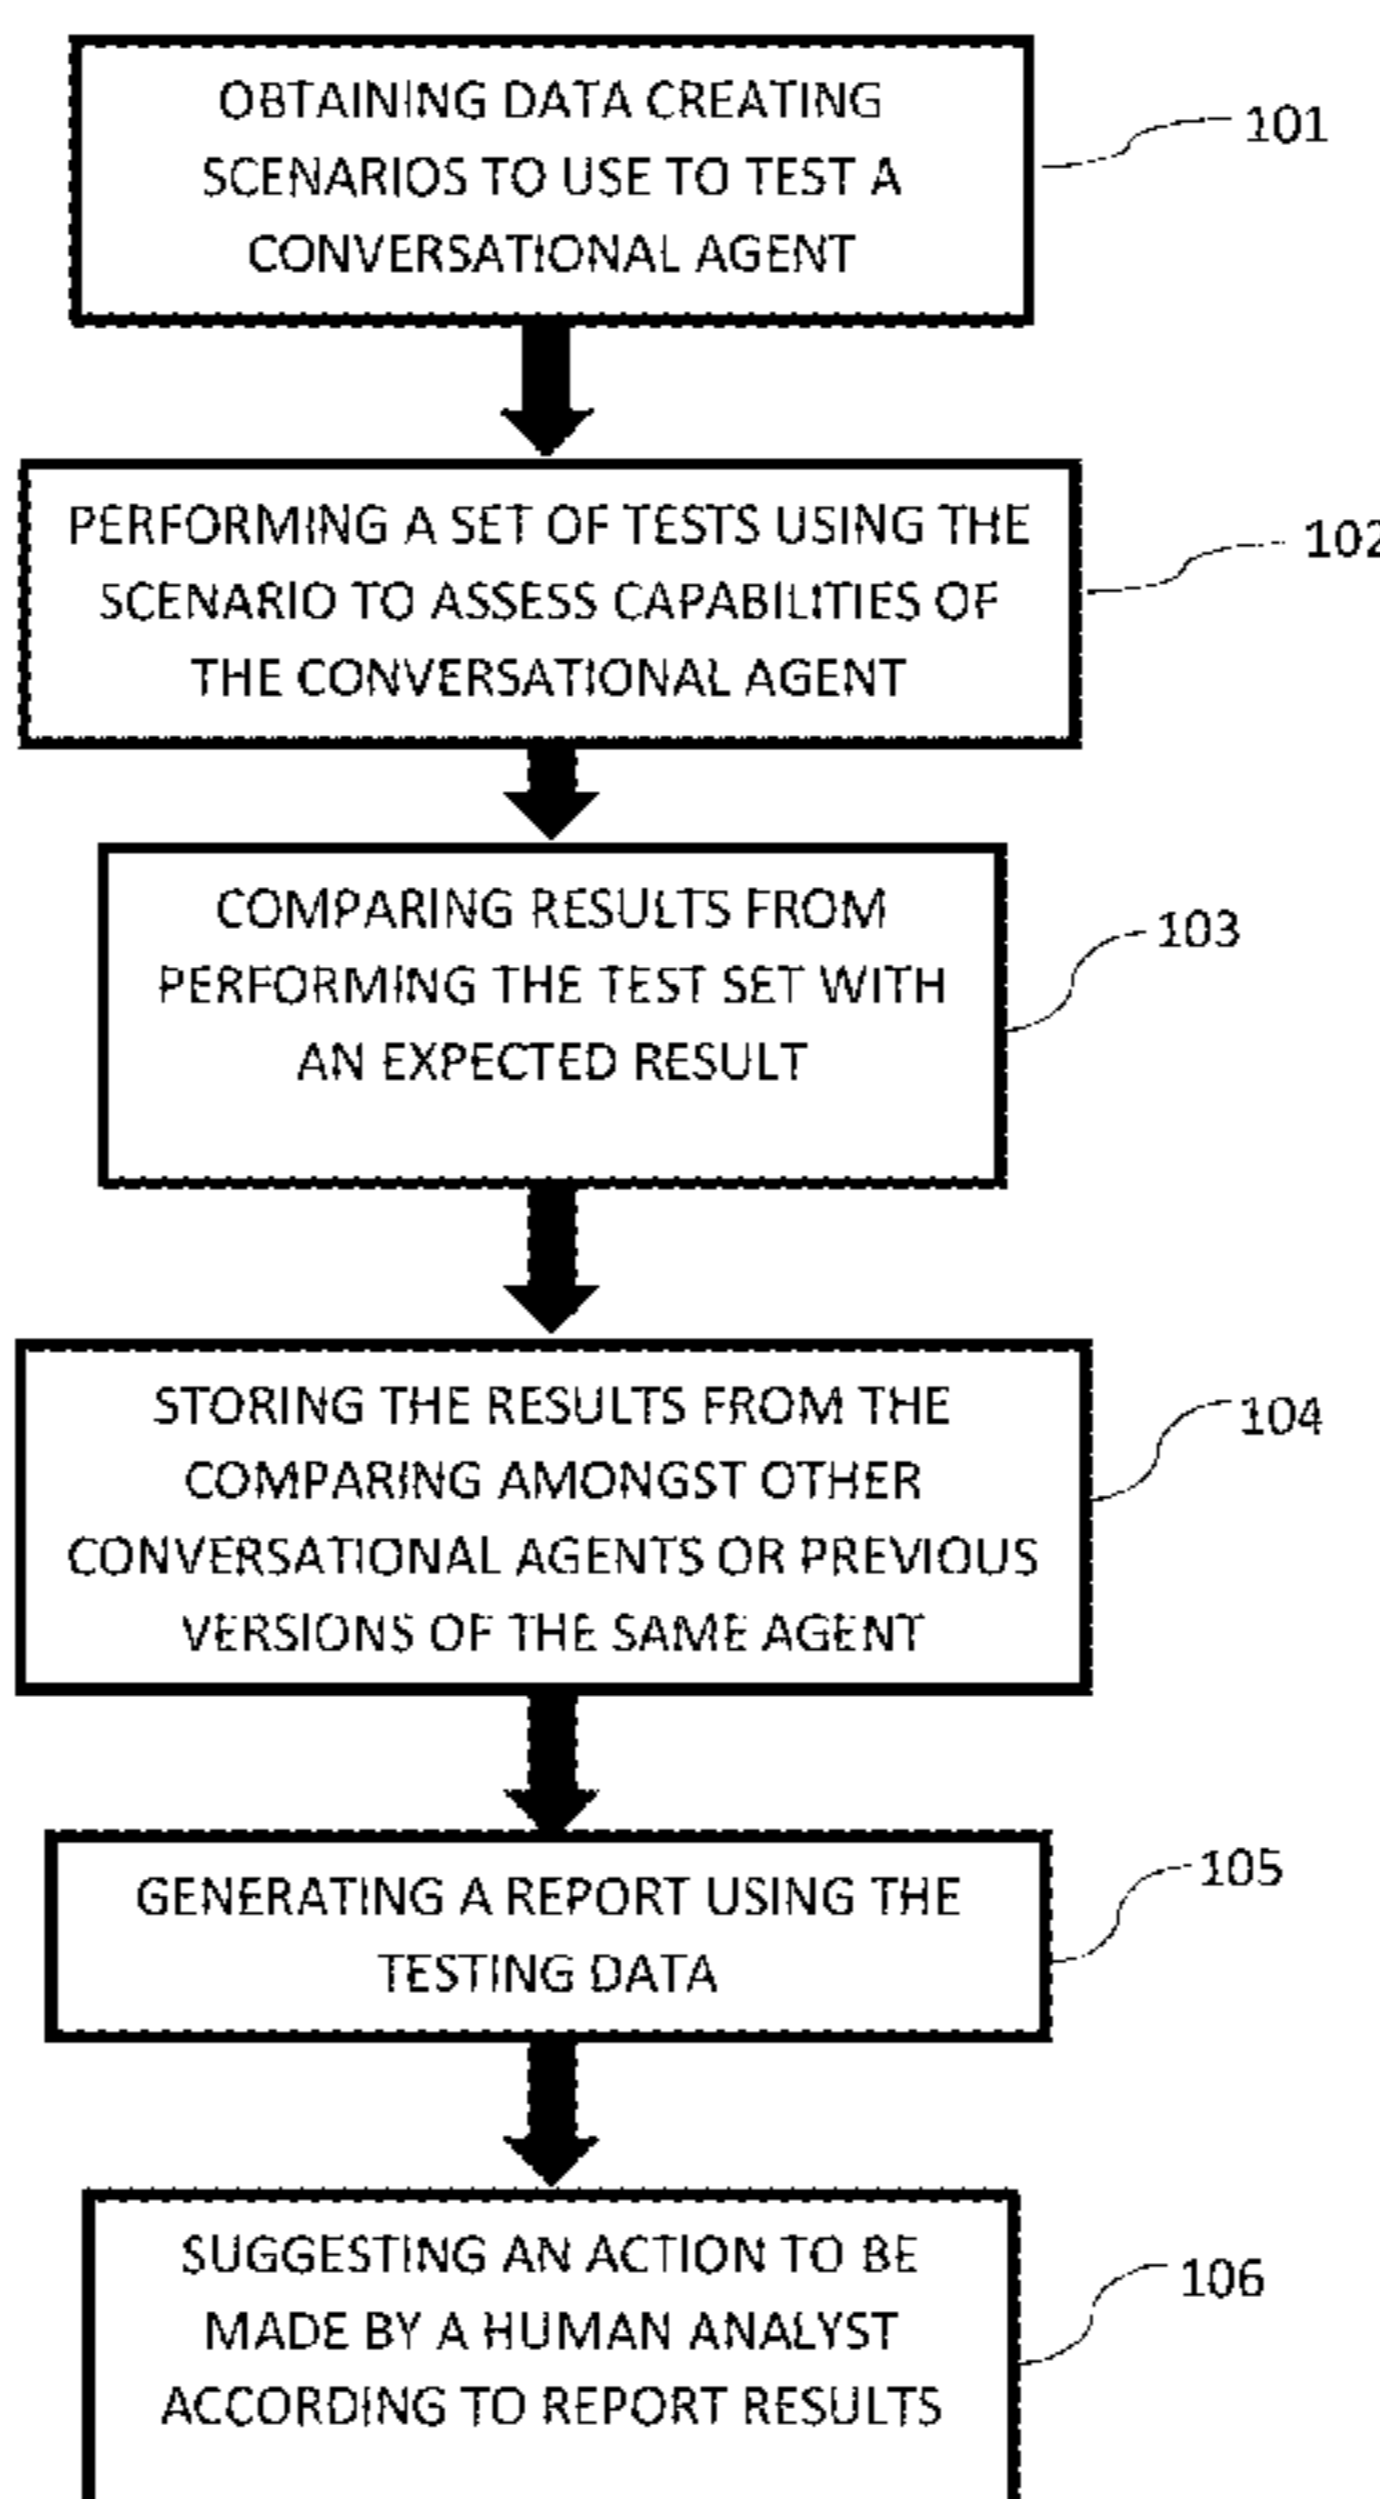 OBTAINING DATA CREATING
SCENARIOS TO USE TO TEST A
CONVERSATIONAL AGENT
101
PERFORMING A SET OF TESTS USING THE
SCENARIO TO ASSESS CAPABILITIES OF
THE CONVERSATIONAL AGENT
102
COMPARING RESULTS FROM
PERFORMING THE TEST SET WITH
AN EXPECTED RESULT
103
STORING THE RESULTS FROM THE
COMPARING AMONGST OTHER
CONVERSATIONAL AGENTS OR PREVIOUS
VERSIONS OF THE SAME AGENT
104
GENERATING A REPORT USING THE
TESTING DATA
105
SUGGESTING AN ACTION TO BE
MADE BY A HUMAN ANALYST
ACCORDING TO REPORT RESULTS
106